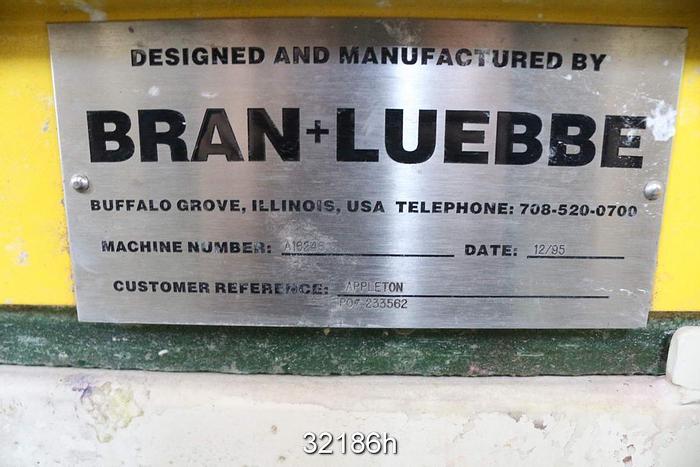 DESIGNED AND MANUFACTURED BY
BRAN+LUEBBE
BUFFALO GROVE, ILLINOIS, USA TELEPHONE: 708-520-0700
MACHINE NUMBER: DATE: 12/95
CUSTOMER REFERENCE: APPLETON
PO# 233562
32186h